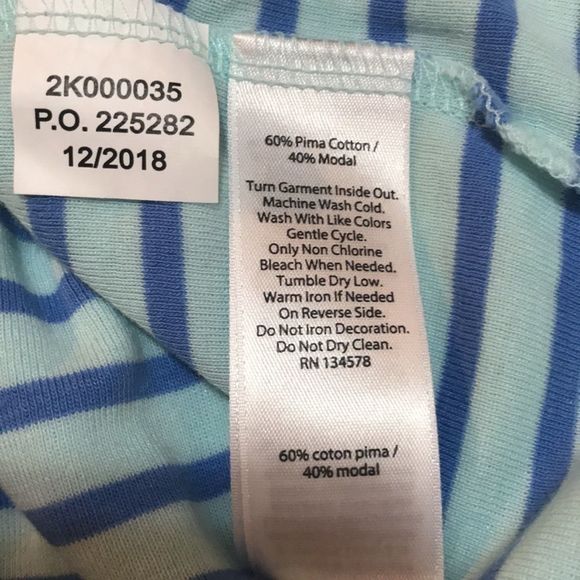 2K000035
P.O. 225282
12/2018
60% Pima Cotton /
40% Modal
Turn Garment Inside Out.
Machine Wash Cold.
Wash With Like Colors
Gentle Cycle.
Only Non Chlorine
Bleach When Needed.
Tumble Dry Low.
Warm Iron If Needed
On Reverse Side.
Do Not Iron Decoration.
Do Not Dry Clean.
RN 134578
60% coton pima /
40% modal